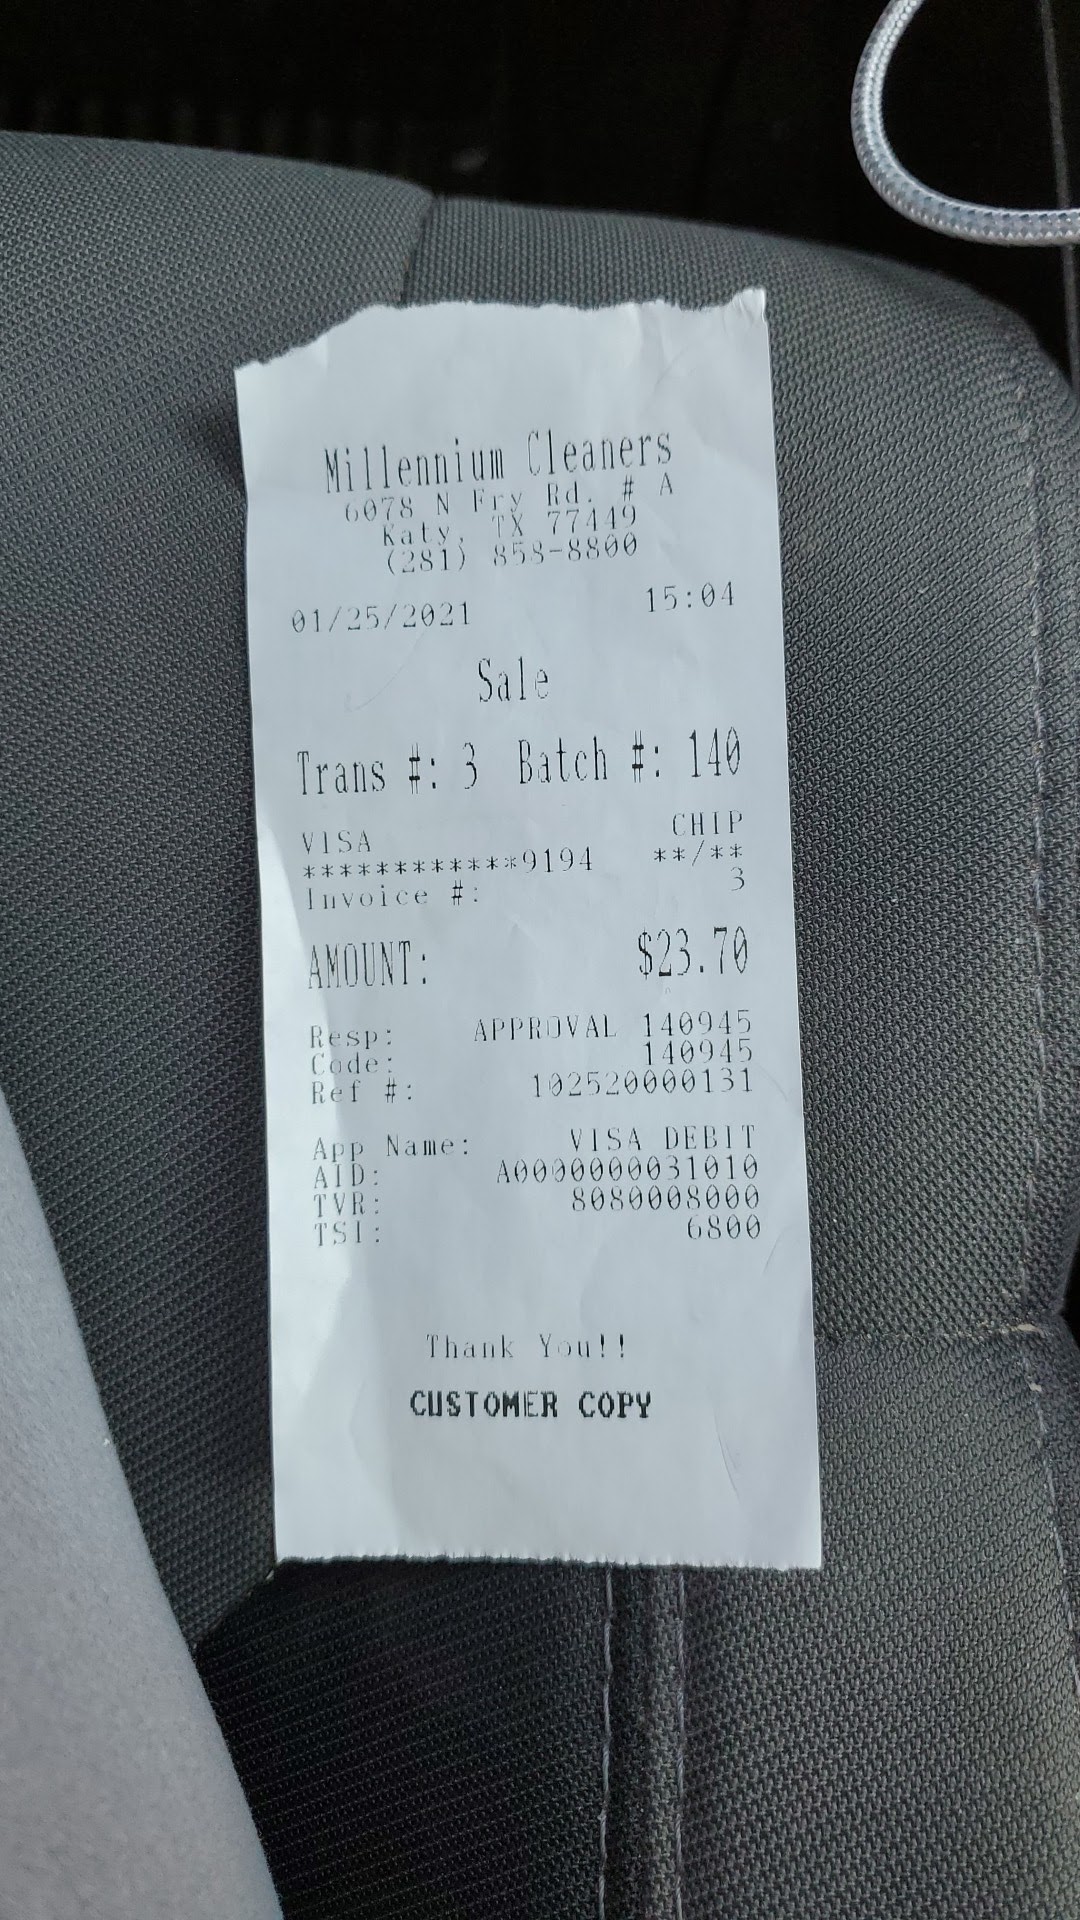 Millennium Cleaners
6078 N Fry Rd. # A
Katy, TX 77449
(281) 858-8800
01/25/2021 15:04
Sale
Trans #: 3 Batch #: 140
VISA CHIP
************9194 **/**
Invoice #: 3
AMOUNT: $23.70
Resp: APPROVAL 140945
Code: 140945
Ref #: 102520000131
App Name: VISA DEBIT
AID: A0000000031010
TVR: 8080008000
TSI: 6800
Thank You!!
CUSTOMER COPY